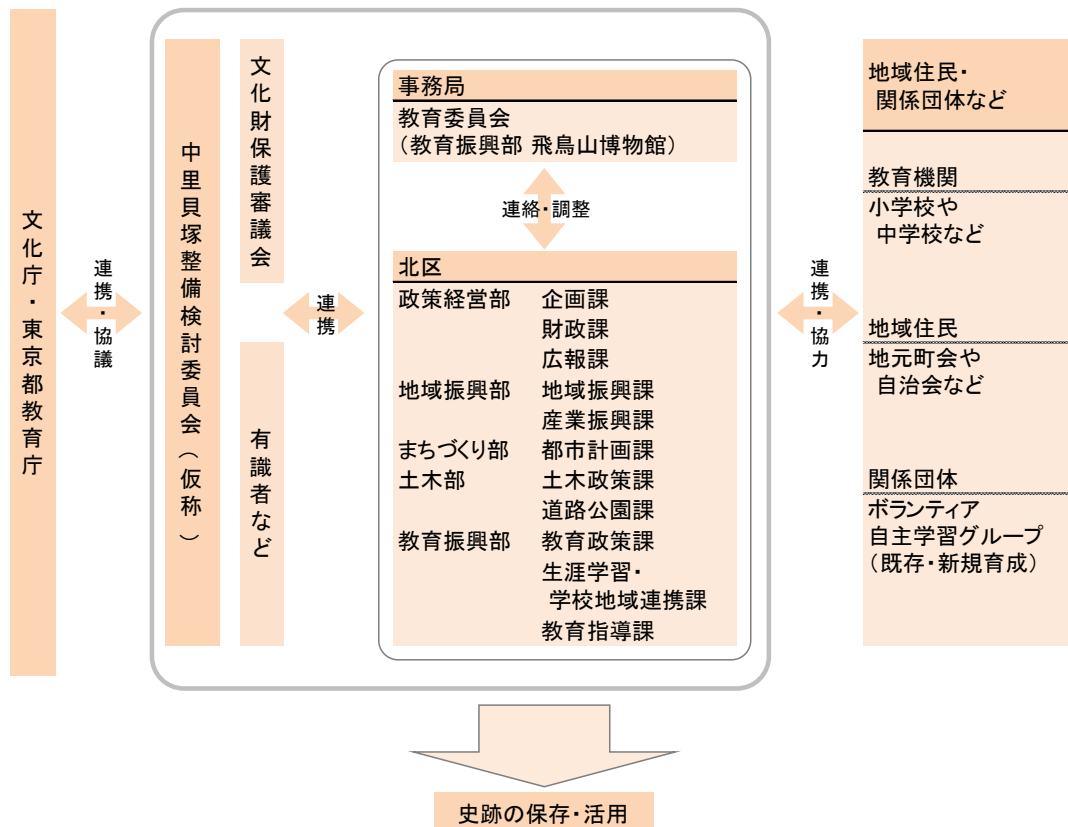 文化庁・東京都教育庁
連携・協議
中里貝塚整備検討委員会（仮称）
文化財保護審議会
有識者など
連携
事務局
教育委員会
（教育振興部 飛鳥山博物館）
連絡・調整
北区
政策経営部 企画課
財政課
広報課
地域振興部 地域振興課
産業振興課
まちづくり部 都市計画課
土木部 土木政策課
道路公園課
教育振興部 教育政策課
生涯学習・
学校地域連携課
教育指導課
連携・協力
地域住民・
関係団体など
教育機関
小学校や
中学校など
地域住民
地元町会や
自治会など
関係団体
ボランティア
自主学習グループ
（既存・新規育成）
史跡の保存・活用